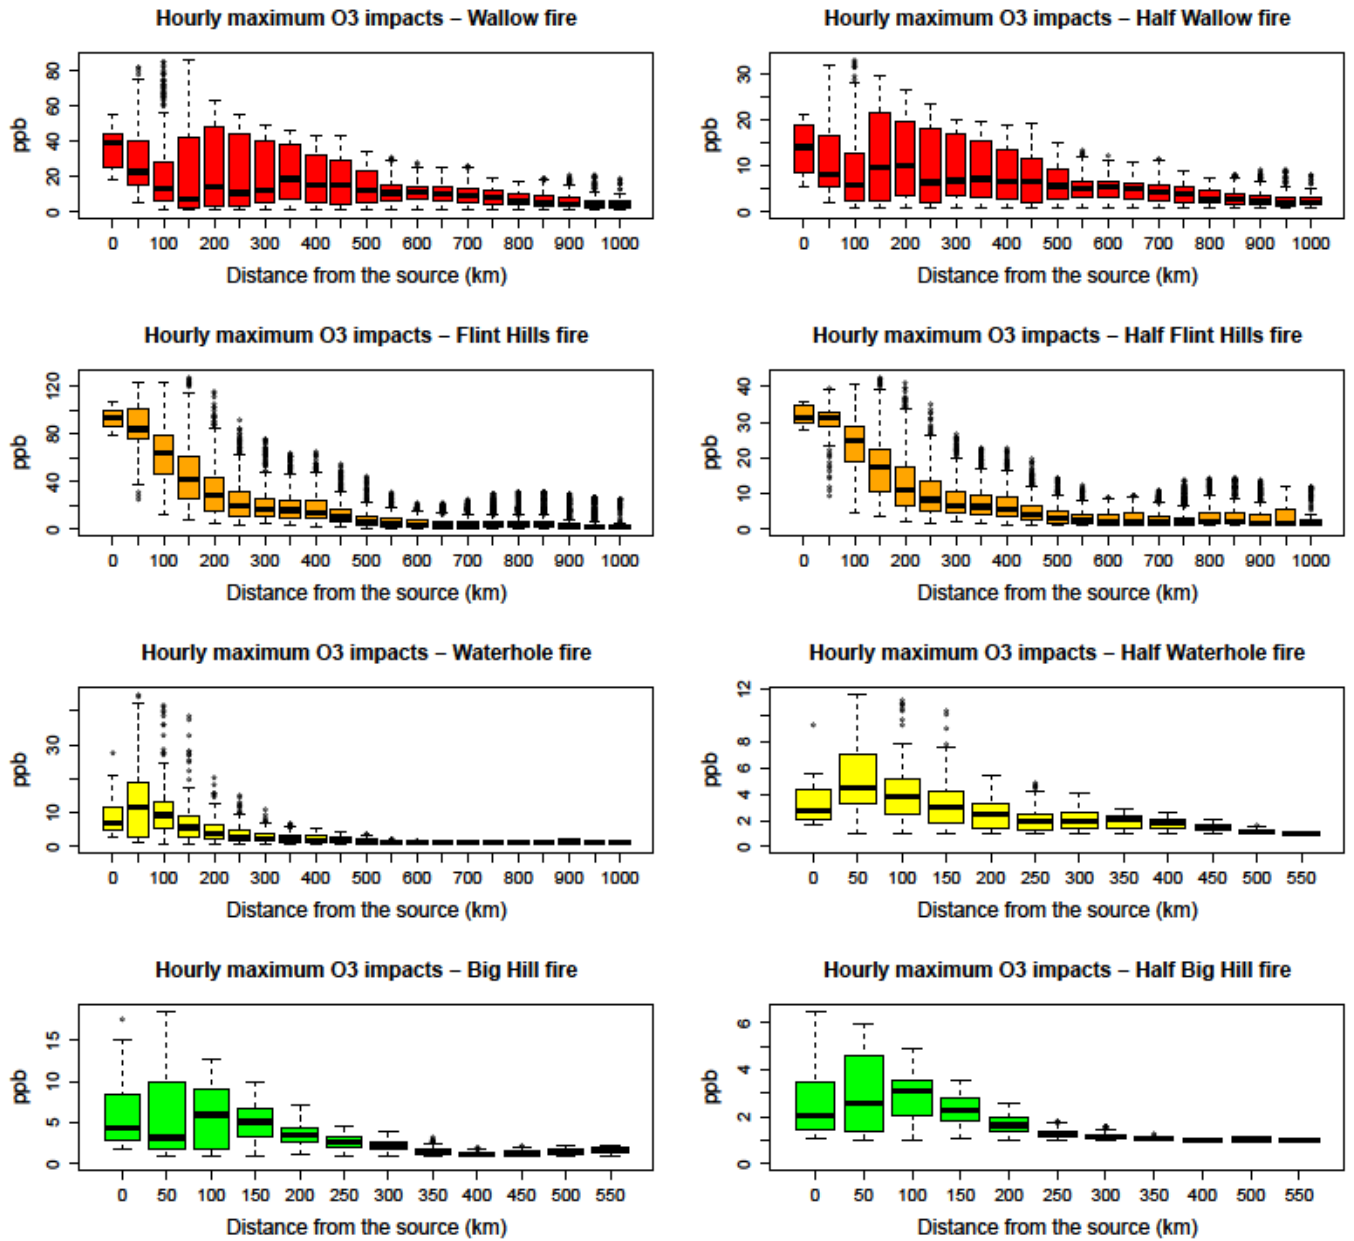 Hourly maximum O3 impacts – Wallow fire
ppb
0 20 40 60 80
0 100 200 300 400 500 600 700 800 900 1000
Distance from the source (km)
Hourly maximum O3 impacts – Half Wallow fire
ppb
0 10 20 30
0 100 200 300 400 500 600 700 800 900 1000
Distance from the source (km)
Hourly maximum O3 impacts – Flint Hills fire
ppb
0 40 80 120
0 100 200 300 400 500 600 700 800 900 1000
Distance from the source (km)
Hourly maximum O3 impacts – Half Flint Hills fire
ppb
0 10 20 30 40
0 100 200 300 400 500 600 700 800 900 1000
Distance from the source (km)
Hourly maximum O3 impacts – Waterhole fire
ppb
0 10 30
0 100 200 300 400 500 600 700 800 900 1000
Distance from the source (km)
Hourly maximum O3 impacts – Half Waterhole fire
ppb
0 2 4 6 8 12
0 50 100 150 200 250 300 350 400 450 500 550
Distance from the source (km)
Hourly maximum O3 impacts – Big Hill fire
ppb
0 5 10 15
0 50 100 150 200 250 300 350 400 450 500 550
Distance from the source (km)
Hourly maximum O3 impacts – Half Big Hill fire
ppb
0 2 4 6
0 50 100 150 200 250 300 350 400 500 550
Distance from the source (km)